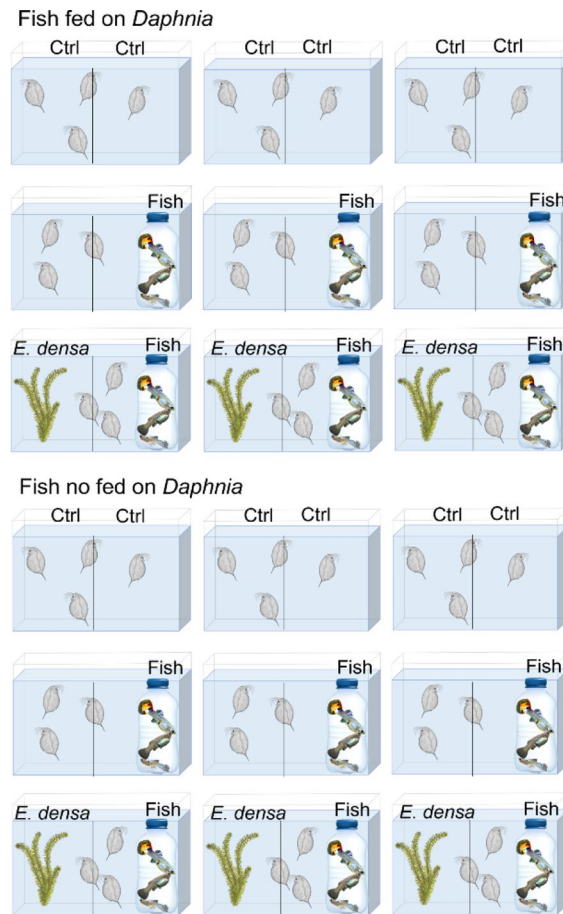 Fish fed on Daphnia
Ctrl Ctrl Ctrl Ctrl Ctrl Ctrl
Fish Fish Fish
E. densa Fish E. densa Fish E. densa Fish
Fish no fed on Daphnia
Ctrl Ctrl Ctrl Ctrl Ctrl Ctrl
Fish Fish Fish
E. densa Fish E. densa Fish E. densa Fish